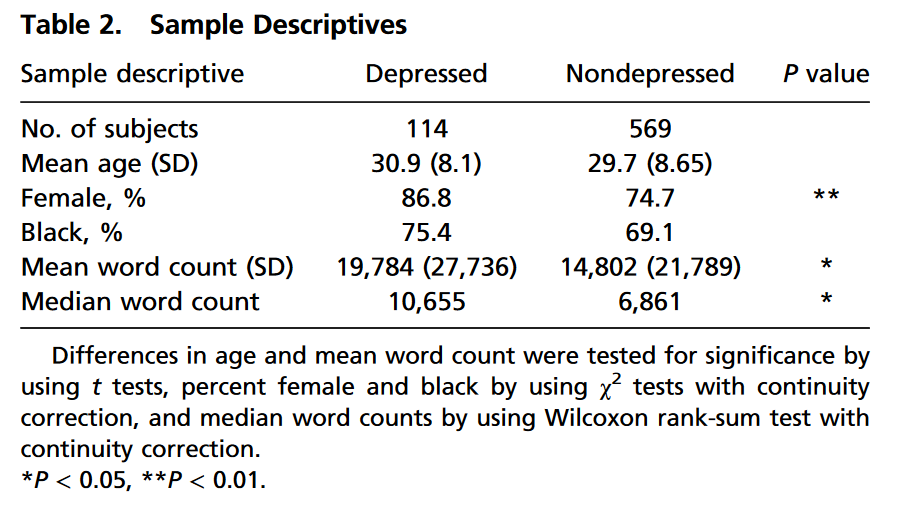 Table 2. Sample Descriptives
Sample descriptive Depressed Nondepressed P value
No. of subjects 114 569
Mean age (SD) 30.9 (8.1) 29.7 (8.65)
Female, % 86.8 74.7 **
Black, % 75.4 69.1
Mean word count (SD) 19,784 (27,736) 14,802 (21,789) *
Median word count 10,655 6,861 *
Differences in age and mean word count were tested for significance by
using t tests, percent female and black by using χ² tests with continuity
correction, and median word counts by using Wilcoxon rank-sum test with
continuity correction.
*P < 0.05, **P < 0.01.